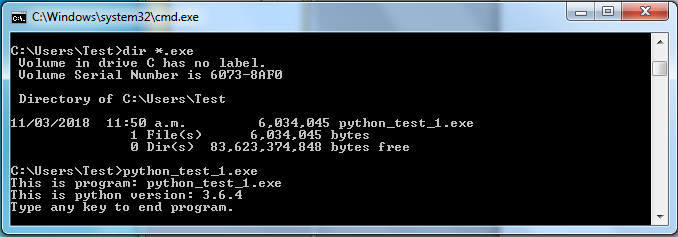 C:\Windows\system32\cmd.exe
C:\Users\Test>dir *.exe
Volume in drive C has no label.
Volume Serial Number is 6073-8AF0
Directory of C:\Users\Test
11/03/2018  11:50 a.m.         6,034,045 python_test_1.exe
1 File(s)      6,034,045 bytes
0 Dir(s)  83,623,374,848 bytes free
C:\Users\Test>python_test_1.exe
This is program: python_test_1.exe
This is python version: 3.6.4
Type any key to end program.